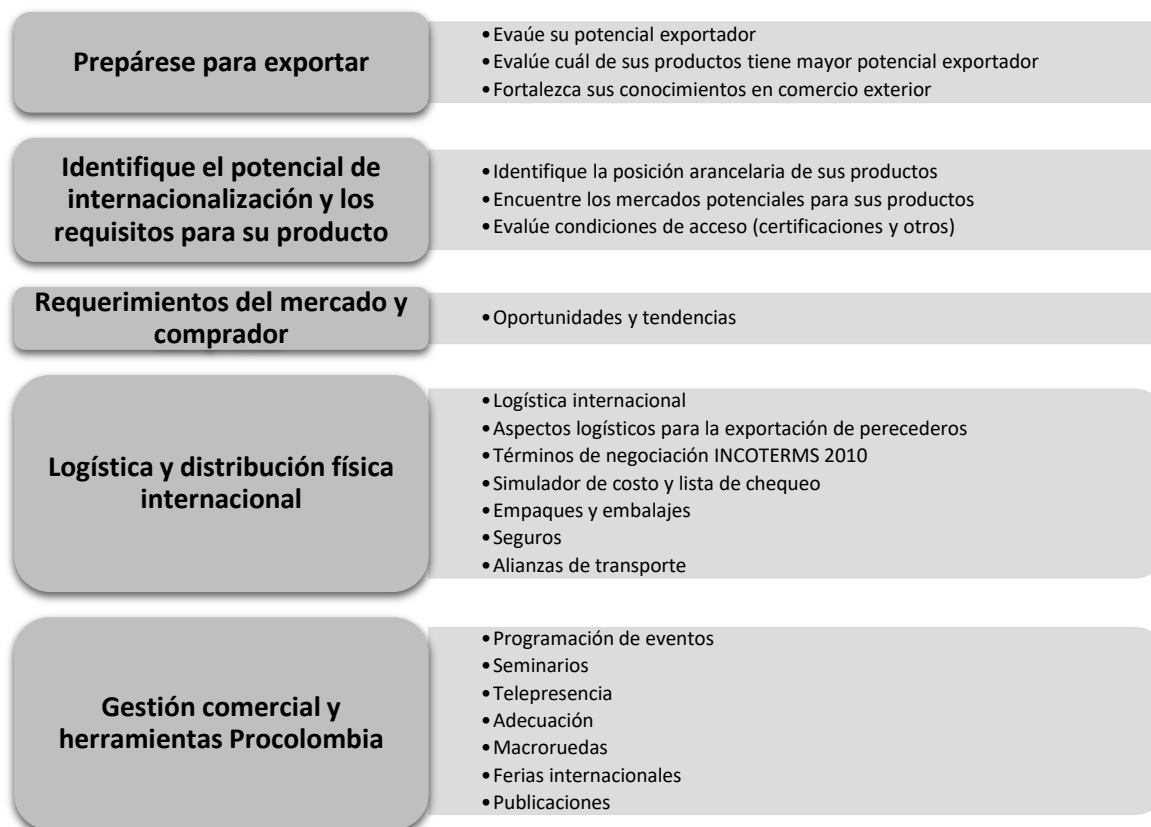 Prepárese para exportar
•Evaúe su potencial exportador
•Evalúe cuál de sus productos tiene mayor potencial exportador
•Fortalezca sus conocimientos en comercio exterior
Identifique el potencial de
internacionalización y los
requisitos para su producto
•Identifique la posición arancelaria de sus productos
•Encuentre los mercados potenciales para sus productos
•Evalúe condiciones de acceso (certificaciones y otros)
Requerimientos del mercado y
comprador
•Oportunidades y tendencias
Logística y distribución física
internacional
•Logística internacional
•Aspectos logísticos para la exportación de perecederos
•Términos de negociación INCOTERMS 2010
•Simulador de costo y lista de chequeo
•Empaques y embalajes
•Seguros
•Alianzas de transporte
Gestión comercial y
herramientas Procolombia
•Programación de eventos
•Seminarios
•Telepresencia
•Adecuación
•Macroruedas
•Ferias internacionales
•Publicaciones